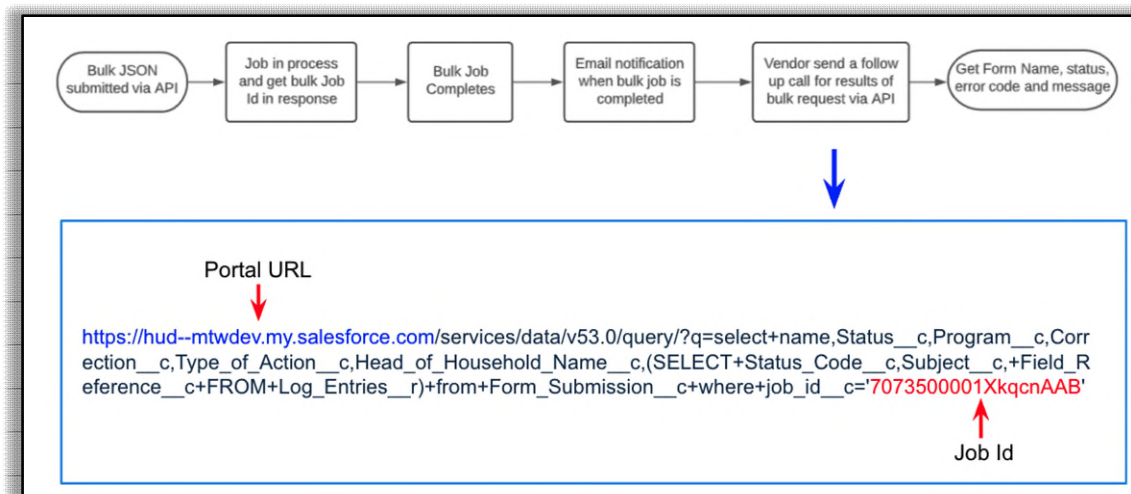 Bulk JSON
submitted via API
Job in process
and get bulk Job
Id in response
Bulk Job
Completes
Email notification
when bulk job is
completed
Vendor send a follow
up call for results of
bulk request via API
Get Form Name, status,
error code and message
Portal URL
https://hud--mtwdev.my.salesforce.com/services/data/v53.0/query/?q=select+name,Status__c,Program__c,Corr
ection__c,Type_of_Action__c,Head_of_Household_Name__c,(SELECT+Status_Code__c,Subject__c,+Field_R
eference__c+FROM+Log_Entries__r)+from+Form_Submission__c+where+job_id__c='7073500001XkqcnAAB'
Job Id